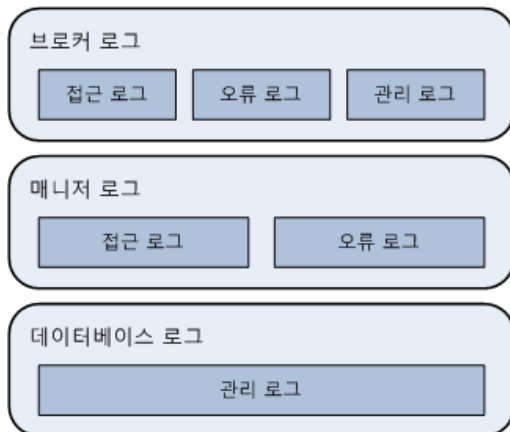 브로커 로그
접근 로그 오류 로그 관리 로그
매니저 로그
접근 로그 오류 로그
데이터베이스 로그
관리 로그